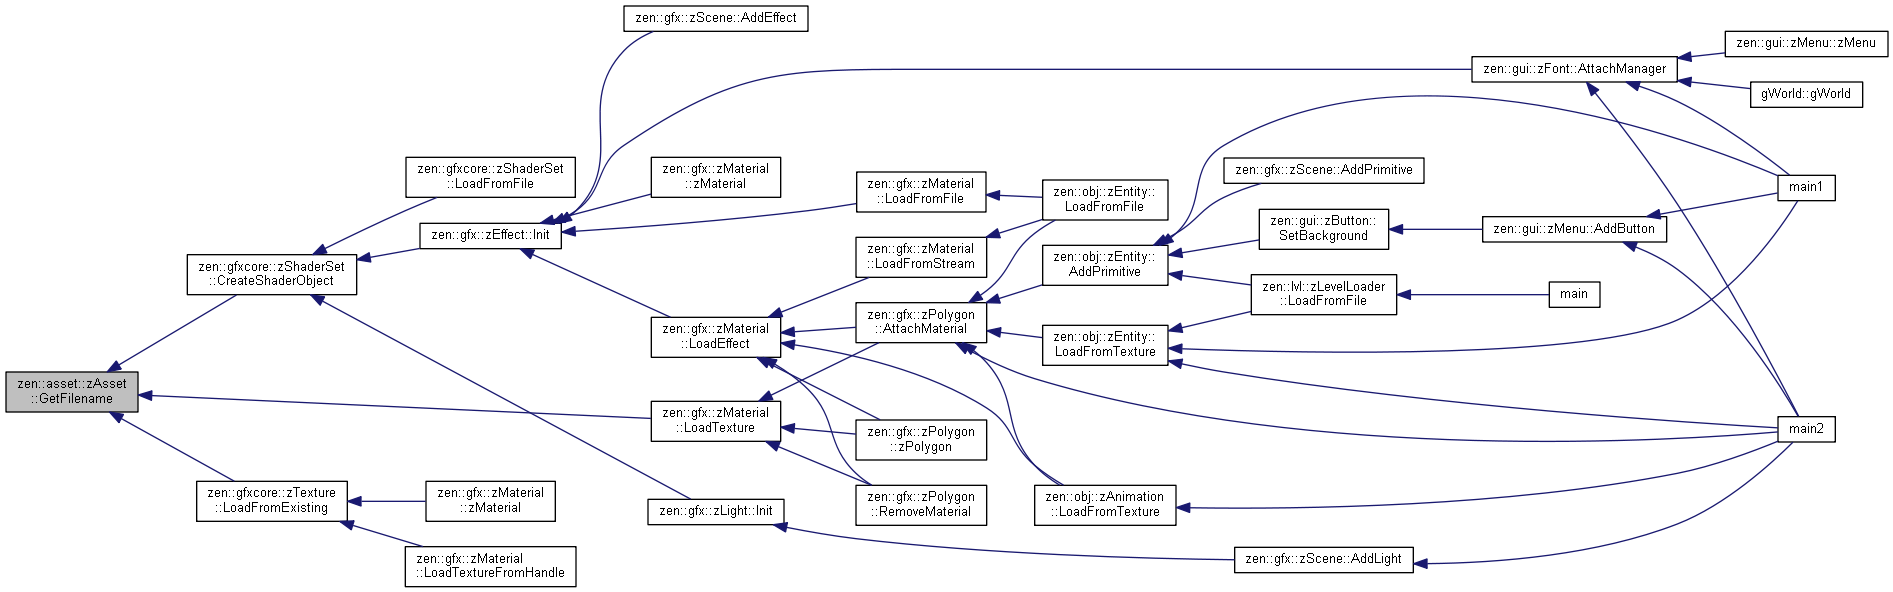 zen::gfx::zScene::AddEffect
zen::gui::zMenu::zMenu
zen::gui::zFont::AttachManager
gWorld::gWorld
zen::gfxcore::zShaderSet
::LoadFromFile
zen::gfx::zMaterial
::zMaterial
zen::gfx::zScene::AddPrimitive
zen::gfx::zMaterial
::LoadFromFile
zen::obj::zEntity::
LoadFromFile
main1
zen::gfx::zEffect::Init
zen::gui::zButton::
SetBackground
zen::gui::zMenu::AddButton
zen::gfxcore::zShaderSet
::CreateShaderObject
zen::gfx::zMaterial
::LoadFromStream
zen::obj::zEntity::
AddPrimitive
zen::lvl::zLevelLoader
::LoadFromFile
main
zen::gfx::zMaterial
::LoadEffect
zen::gfx::zPolygon
::AttachMaterial
zen::obj::zEntity::
LoadFromTexture
zen::asset::zAsset
::GetFilename
zen::gfx::zMaterial
::LoadTexture
zen::gfx::zPolygon
::zPolygon
main2
zen::gfxcore::zTexture
::LoadFromExisting
zen::gfx::zMaterial
::zMaterial
zen::gfx::zLight::Init
zen::gfx::zPolygon
::RemoveMaterial
zen::obj::zAnimation
::LoadFromTexture
zen::gfx::zMaterial
::LoadTextureFromHandle
zen::gfx::zScene::AddLight